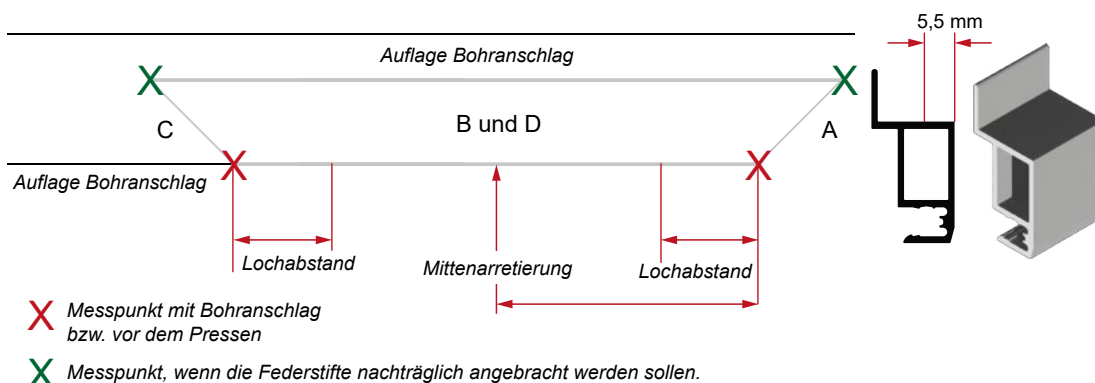 5,5 mm
Auflage Bohranschlag
C
B und D
A
Auflage Bohranschlag
Lochabstand
Mittenarretierung
Lochabstand
X Messpunkt mit Bohranschlag
bzw. vor dem Pressen
X Messpunkt, wenn die Federstifte nachträglich angebracht werden sollen.